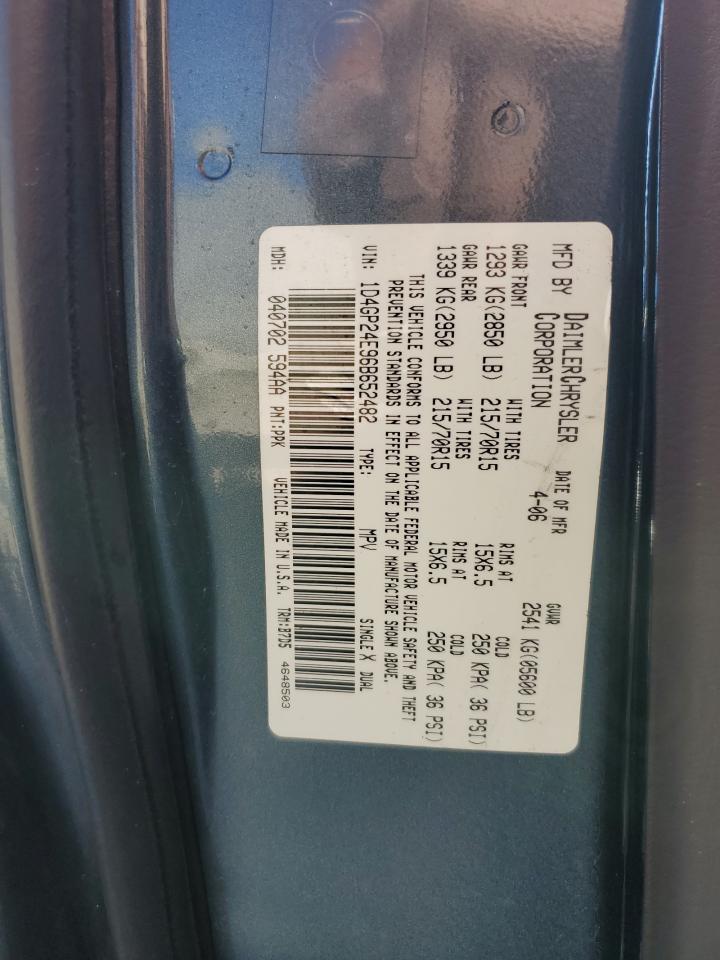 MFD BY DAIMLERCHRYSLER CORPORATION
DATE OF MFR 4-06
GVWR 2541 KG(05600 LB)
GAWR FRONT WITH TIRES RIMS AT COLD
1293 KG(2850 LB) 215/70R15 15X6.5 250 KPA( 36 PSI)
GAWR REAR WITH TIRES RIMS AT COLD
1339 KG(2950 LB) 215/70R15 15X6.5 250 KPA( 36 PSI)
THIS VEHICLE CONFORMS TO ALL APPLICABLE FEDERAL MOTOR VEHICLE SAFETY AND THEFT
PREVENTION STANDARDS IN EFFECT ON THE DATE OF MANUFACTURE SHOWN ABOVE.
VIN: 1D4GP24E96B652482 TYPE: MPV SINGLE X DUAL
MDH: 040702 594AA PNT:PPK VEHICLE MADE IN U.S.A. TRM:B7D5 4648503